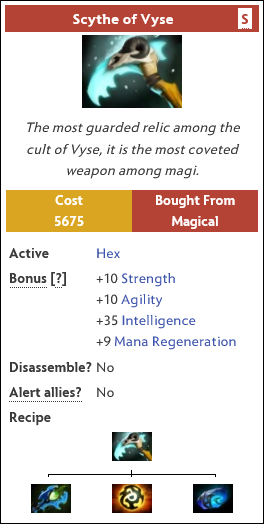 Scythe of Vyse S
The most guarded relic among the
cult of Vyse, it is the most coveted
weapon among magi.
Cost Bought From
5675 Magical
Active Hex
Bonus [?] +10 Strength
+10 Agility
+35 Intelligence
+9 Mana Regeneration
Disassemble? No
Alert allies? No
Recipe